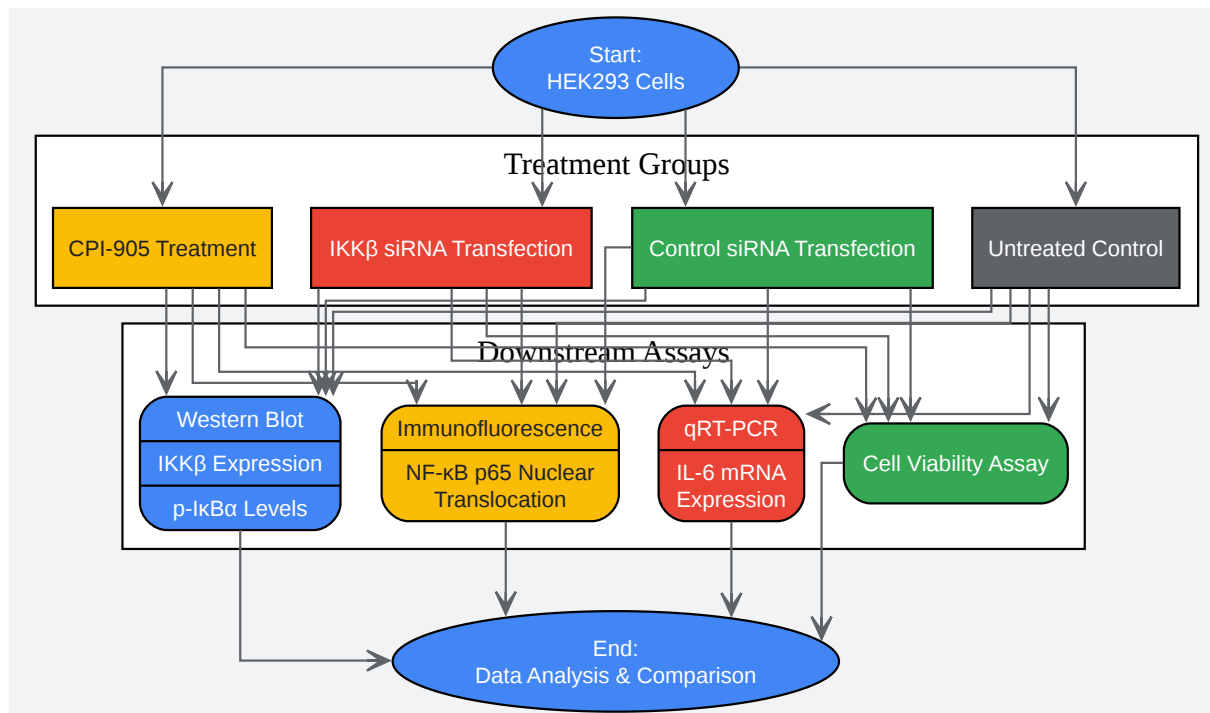 Start:
HEK293 Cells
Treatment Groups
CPI-905 Treatment
IKKβ siRNA Transfection
Control siRNA Transfection
Untreated Control
Downstream Assays
Western Blot
IKKβ Expression
p-IκBα Levels
Immunofluorescence
NF-κB p65 Nuclear
Translocation
qRT-PCR
IL-6 mRNA
Expression
Cell Viability Assay
End:
Data Analysis & Comparison